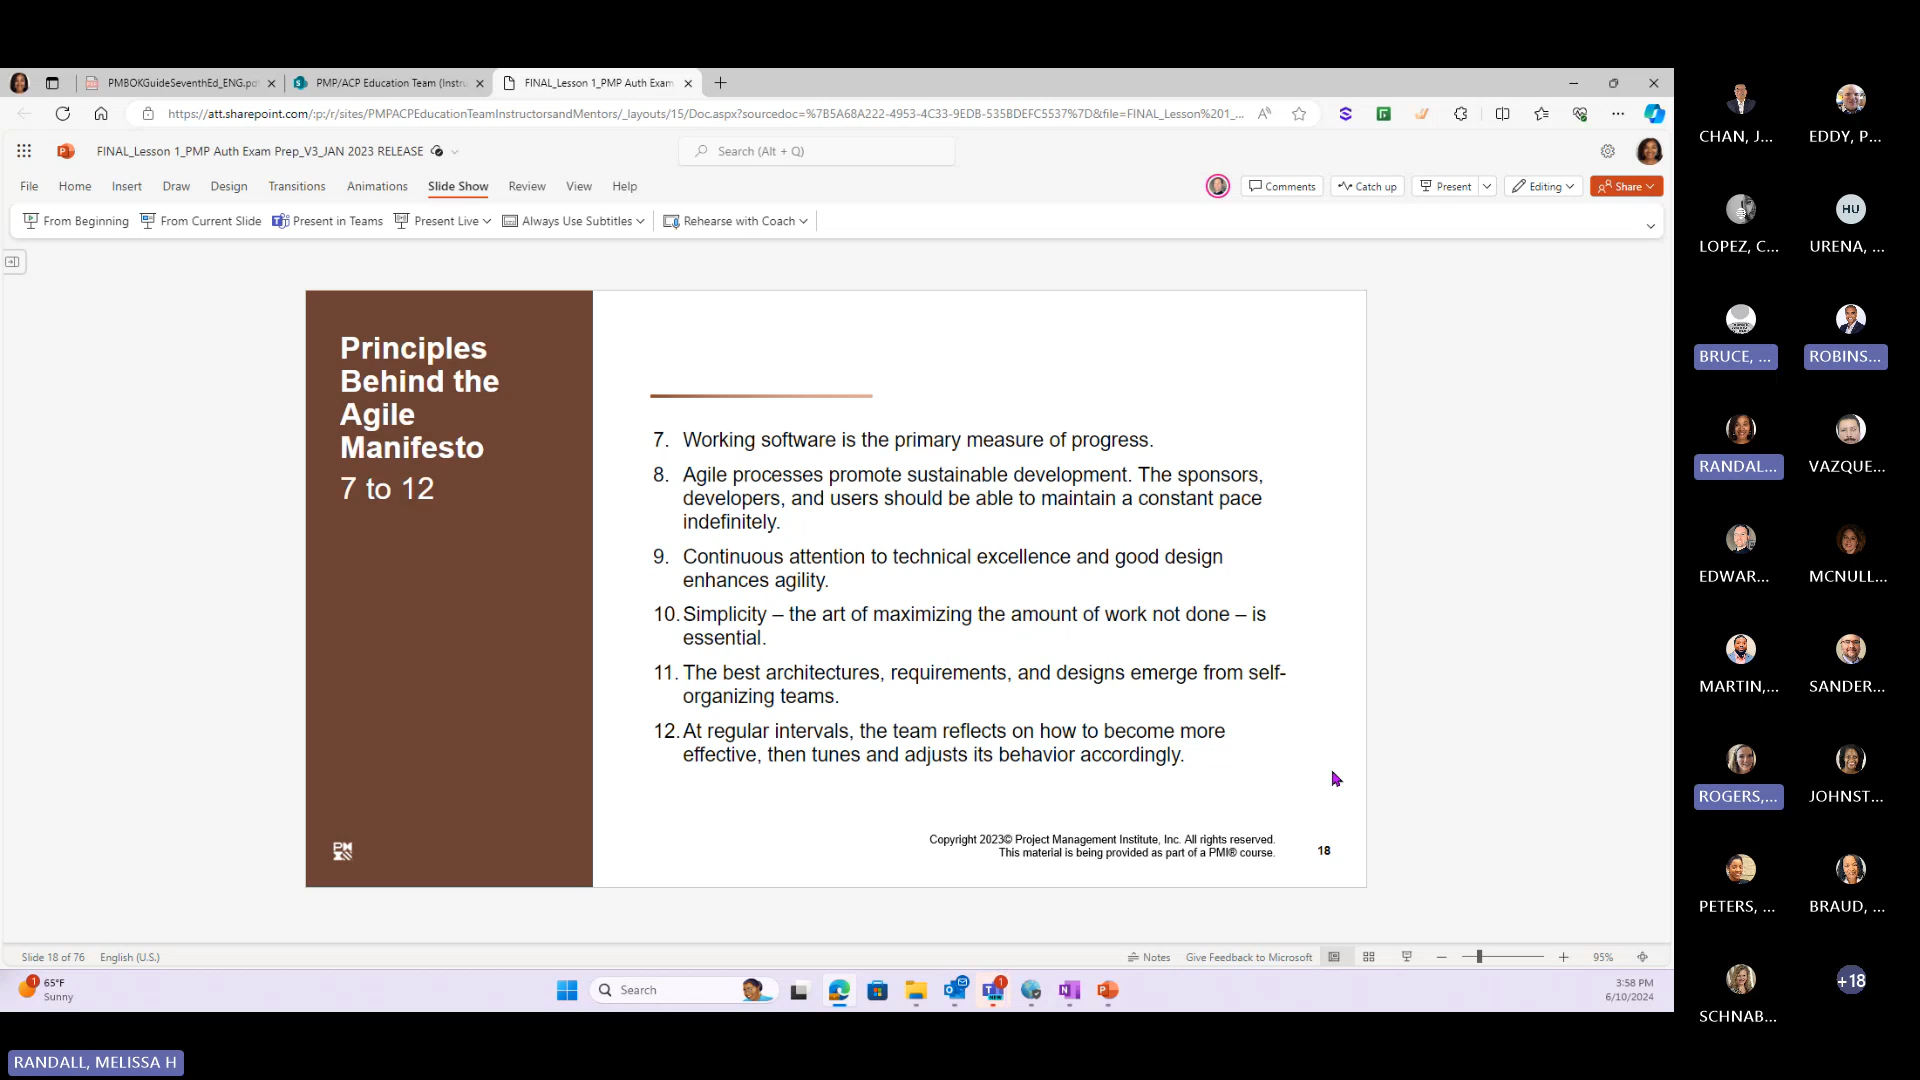 PMBOKGuideSeventhEd_ENG.pd
PMP/ACP Education Team (Instru
FINAL_Lesson 1_PMP Auth Exam
https://att.sharepoint.com/:p:/r/sites/PMPACPEducationTeamInstructorsandMentors/_layouts/15/Doc.aspx?sourcedoc=%7B5A68A222-4953-4C33-9EDB-535BDEFC5537%7D&file=FINAL_Lesson%201_...
FINAL_Lesson 1_PMP Auth Exam Prep_V3_JAN 2023 RELEASE
Search (Alt + Q)
File Home Insert Draw Design Transitions Animations Slide Show Review View Help
Comments Catch up Present Editing Share
From Beginning From Current Slide Present in Teams Present Live Always Use Subtitles Rehearse with Coach
Principles
Behind the
Agile
Manifesto
7 to 12
7. Working software is the primary measure of progress.
8. Agile processes promote sustainable development. The sponsors,
developers, and users should be able to maintain a constant pace
indefinitely.
9. Continuous attention to technical excellence and good design
enhances agility.
10. Simplicity – the art of maximizing the amount of work not done – is
essential.
11. The best architectures, requirements, and designs emerge from self-
organizing teams.
12. At regular intervals, the team reflects on how to become more
effective, then tunes and adjusts its behavior accordingly.
Copyright 2023© Project Management Institute, Inc. All rights reserved.
This material is being provided as part of a PMI® course.
18
Slide 18 of 76 English (U.S.)
Notes Give Feedback to Microsoft 95%
1
65°F
Sunny
Search
1
NEW
3:58 PM
6/10/2024
CHAN, J... EDDY, P...
HU
LOPEZ, C... URENA, ...
BRUCE, ... ROBINS...
RANDAL... VAZQUE...
EDWAR... MCNULL...
MARTIN,... SANDER...
ROGERS,... JOHNST...
PETERS, ... BRAUD, ...
+18
SCHNAB...
RANDALL, MELISSA H